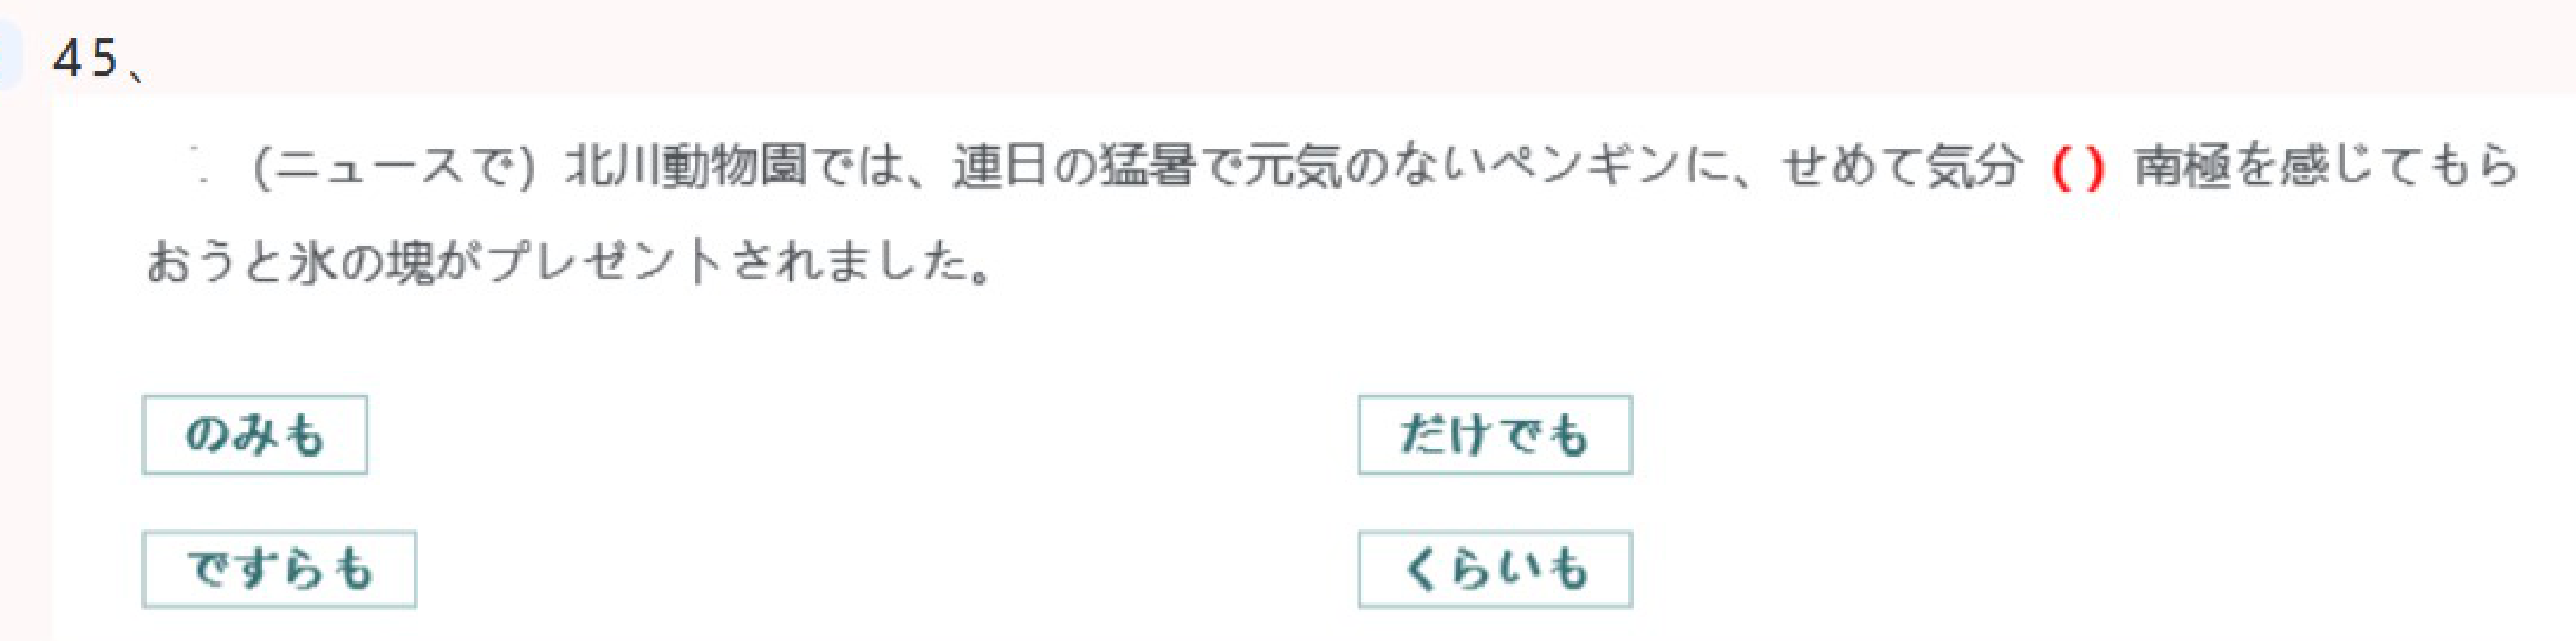 45、
(ニュースで) 北川動物園では、連日の猛暑で元気のないペンギンに、せめて気分 ( ) 南極を感じてもら
おうと氷の塊がプレゼントされました。
のみも
だけでも
ですらも
くらいも